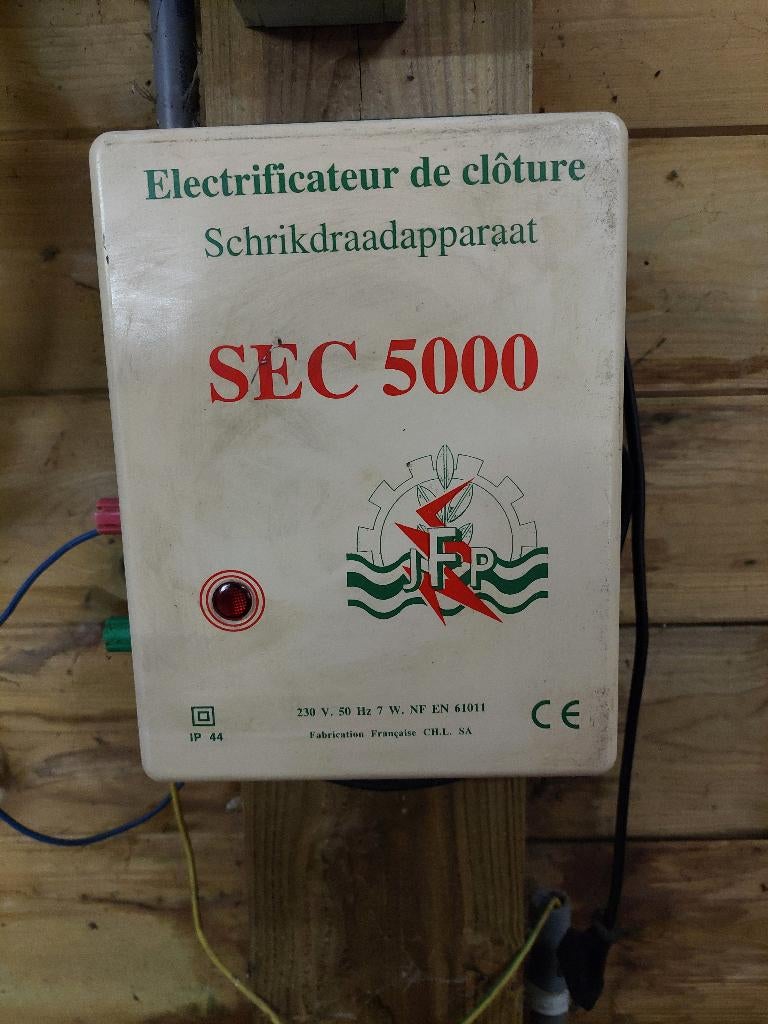 Electrificateur de clôture
Schrikdraadapparaat
SEC 5000
JFP
230 V. 50 Hz 7 W. NF EN 61011
Fabrication Française CH.L. SA
IP 44
CE